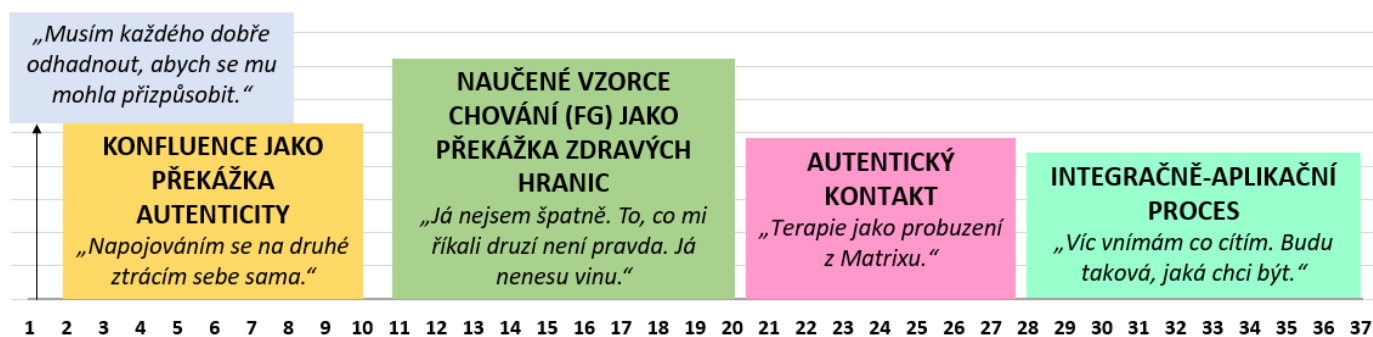 „Musím každého dobře
odhadnout, abych se mu
mohla přizpůsobit.“
KONFLUENCE JAKO
PŘEKÁŽKA
AUTENTICITY
„Napojováním se na druhé
ztrácím sebe sama.“
NAUČENÉ VZORCE
CHOVÁNÍ (FG) JAKO
PŘEKÁŽKA ZDRAVÝCH
HRANIC
„Já nejsem špatně. To, co mi
říkali druzí není pravda. Já
nenesu vinu.“
AUTENTICKÝ
KONTAKT
„Terapie jako probuzení
z Matrixu.“
INTEGRAČNĚ-APLIKAČNÍ
PROCES
„Víc vnímám co cítím. Budu
taková, jaká chci být.“
1 2 3 4 5 6 7 8 9 10 11 12 13 14 15 16 17 18 19 20 21 22 23 24 25 26 27 28 29 30 31 32 33 34 35 36 37